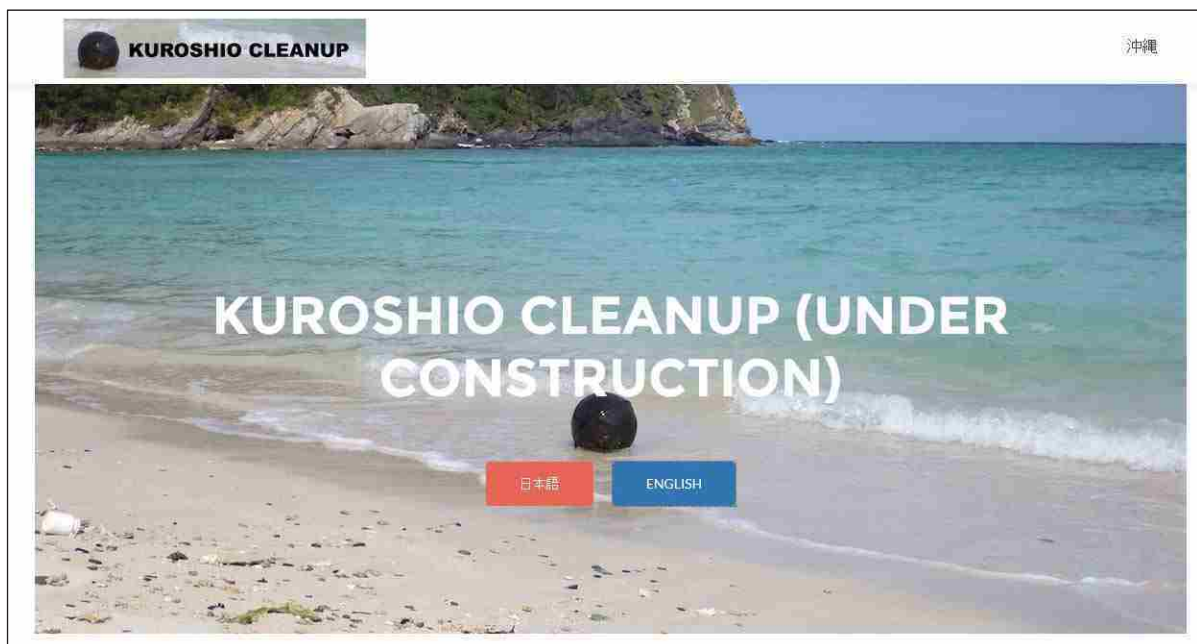 KUROSHIO CLEANUP
沖縄
KUROSHIO CLEANUP (UNDER
CONSTRUCTION)
日本語
ENGLISH